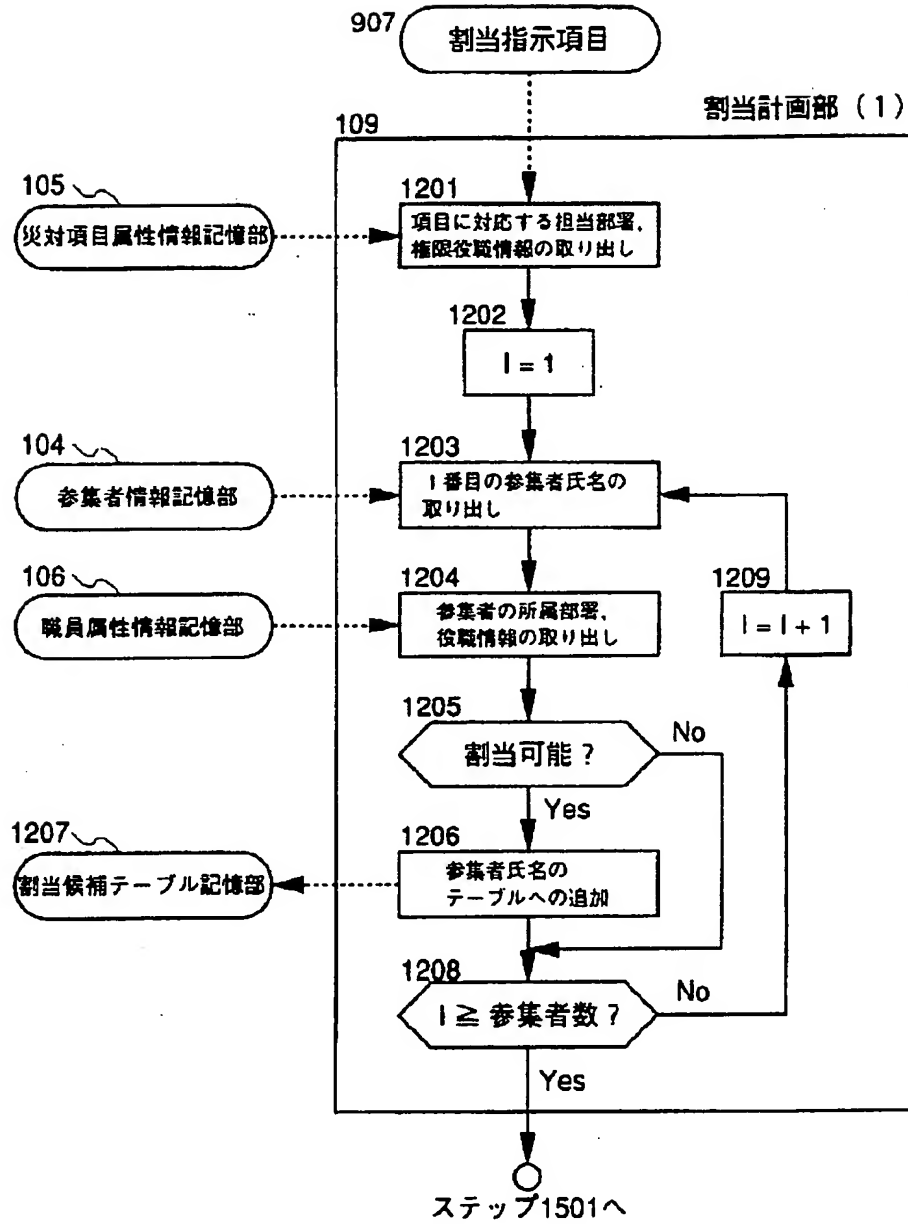 907
割当指示項目
割当計画部 (1)
109
105
災対項目属性情報記憶部
1201
項目に対応する担当部署,
権限役職情報の取り出し
1202
I = 1
104
参集者情報記憶部
1203
I番目の参集者氏名の
取り出し
106
職員属性情報記憶部
1204
参集者の所属部署,
役職情報の取り出し
1209
I = I + 1
1205
割当可能?
No
Yes
1207
割当候補テーブル記憶部
1206
参集者氏名の
テーブルへの追加
1208
I ≧ 参集者数?
No
Yes
ステップ1501へ